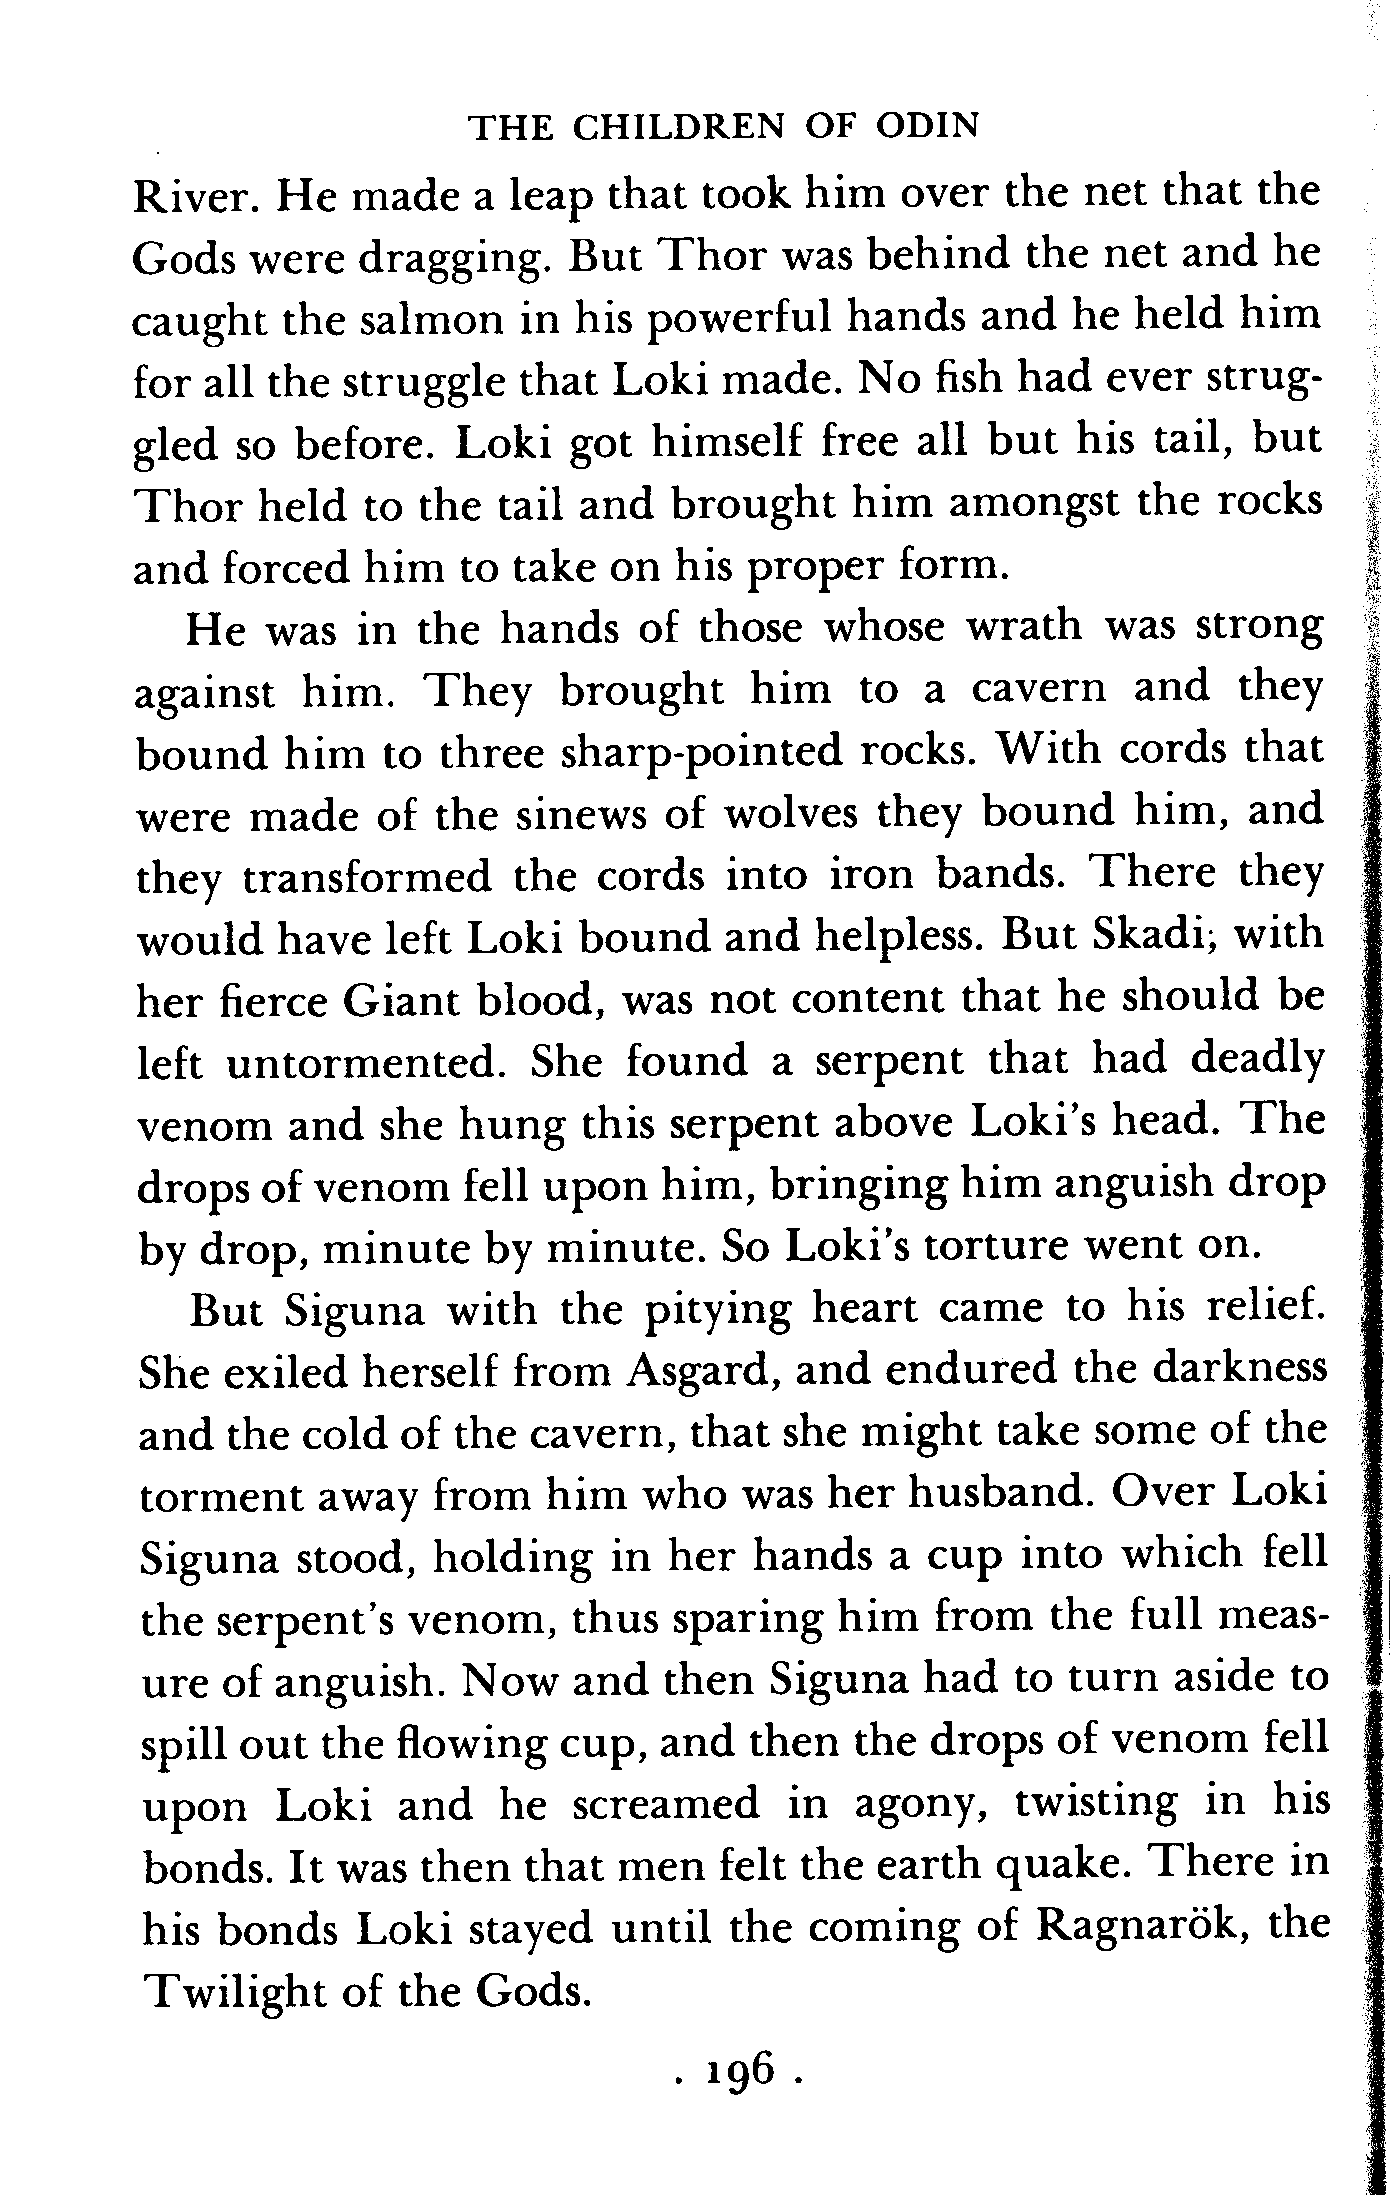 THE CHILDREN OF ODIN
River. He made a leap that took him over the net that the
Gods were dragging. But Thor was behind the net and he
caught the salmon in his powerful hands and he held him
for all the struggle that Loki made. No fish had ever strug-
gled so before. Loki got himself free all but his tail, but
Thor held to the tail and brought him amongst the rocks
and forced him to take on his proper form.
He was in the hands of those whose wrath was strong
against him. They brought him to a cavern and they
bound him to three sharp-pointed rocks. With cords that
were made of the sinews of wolves they bound him, and
they transformed the cords into iron bands. There they
would have left Loki bound and helpless. But Skadi; with
her fierce Giant blood, was not content that he should be
left untormented. She found a serpent that had deadly
venom and she hung this serpent above Loki's head. The
drops of venom fell upon him, bringing him anguish drop
by drop, minute by minute. So Loki's torture went on.
But Siguna with the pitying heart came to his relief.
She exiled herself from Asgard, and endured the darkness
and the cold of the cavern, that she might take some of the
torment away from him who was her husband. Over Loki
Siguna stood, holding in her hands a cup into which fell
the serpent's venom, thus sparing him from the full meas-
ure of anguish. Now and then Siguna had to turn aside to
spill out the flowing cup, and then the drops of venom fell
upon Loki and he screamed in agony, twisting in his
bonds. It was then that men felt the earth quake. There in
his bonds Loki stayed until the coming of Ragnarök, the
Twilight of the Gods.
. 196 .